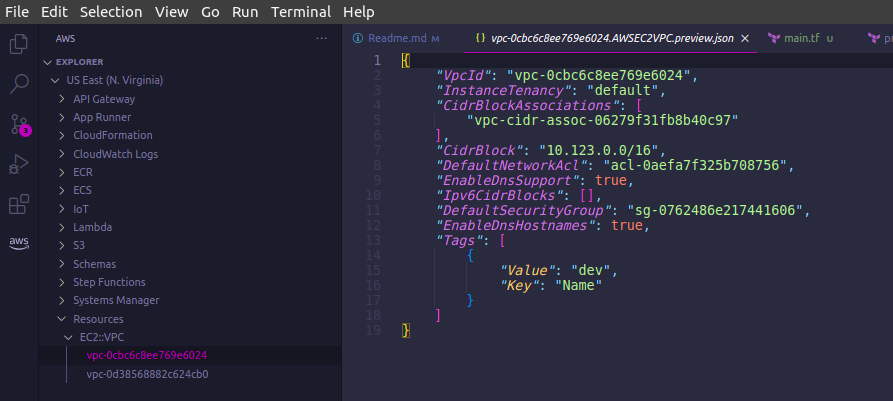 File Edit Selection View Go Run Terminal Help
AWS ···
Readme.md M
{} vpc-0cbc6c8ee769e6024.AWSEC2VPC.preview.json ×
main.tf U
EXPLORER
US East (N. Virginia)
API Gateway
App Runner
CloudFormation
CloudWatch Logs
ECR
ECS
IoT
Lambda
S3
Schemas
Step Functions
Systems Manager
Resources
EC2::VPC
vpc-0cbc6c8ee769e6024
vpc-0d38568882c624cb0
3
aws
1 {
2 "VpcId": "vpc-0cbc6c8ee769e6024",
3 "InstanceTenancy": "default",
4 "CidrBlockAssociations": [
5 "vpc-cidr-assoc-06279f31fb8b40c97"
6 ],
7 "CidrBlock": "10.123.0.0/16",
8 "DefaultNetworkAcl": "acl-0aefa7f325b708756",
9 "EnableDnsSupport": true,
10 "Ipv6CidrBlocks": [],
11 "DefaultSecurityGroup": "sg-0762486e217441606",
12 "EnableDnsHostnames": true,
13 "Tags": [
14 {
15 "Value": "dev",
16 "Key": "Name"
17 }
18 ]
19 }